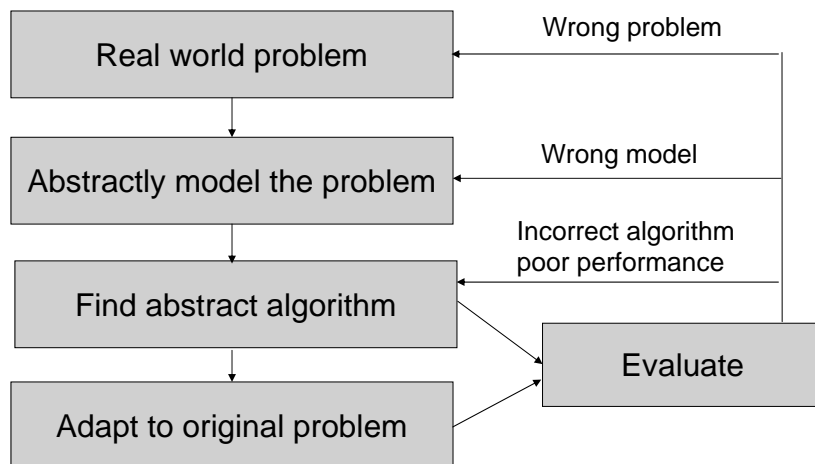 Wrong problem
Real world problem
Wrong model
Abstractly model the problem
Incorrect algorithm
poor performance
Find abstract algorithm
Evaluate
Adapt to original problem